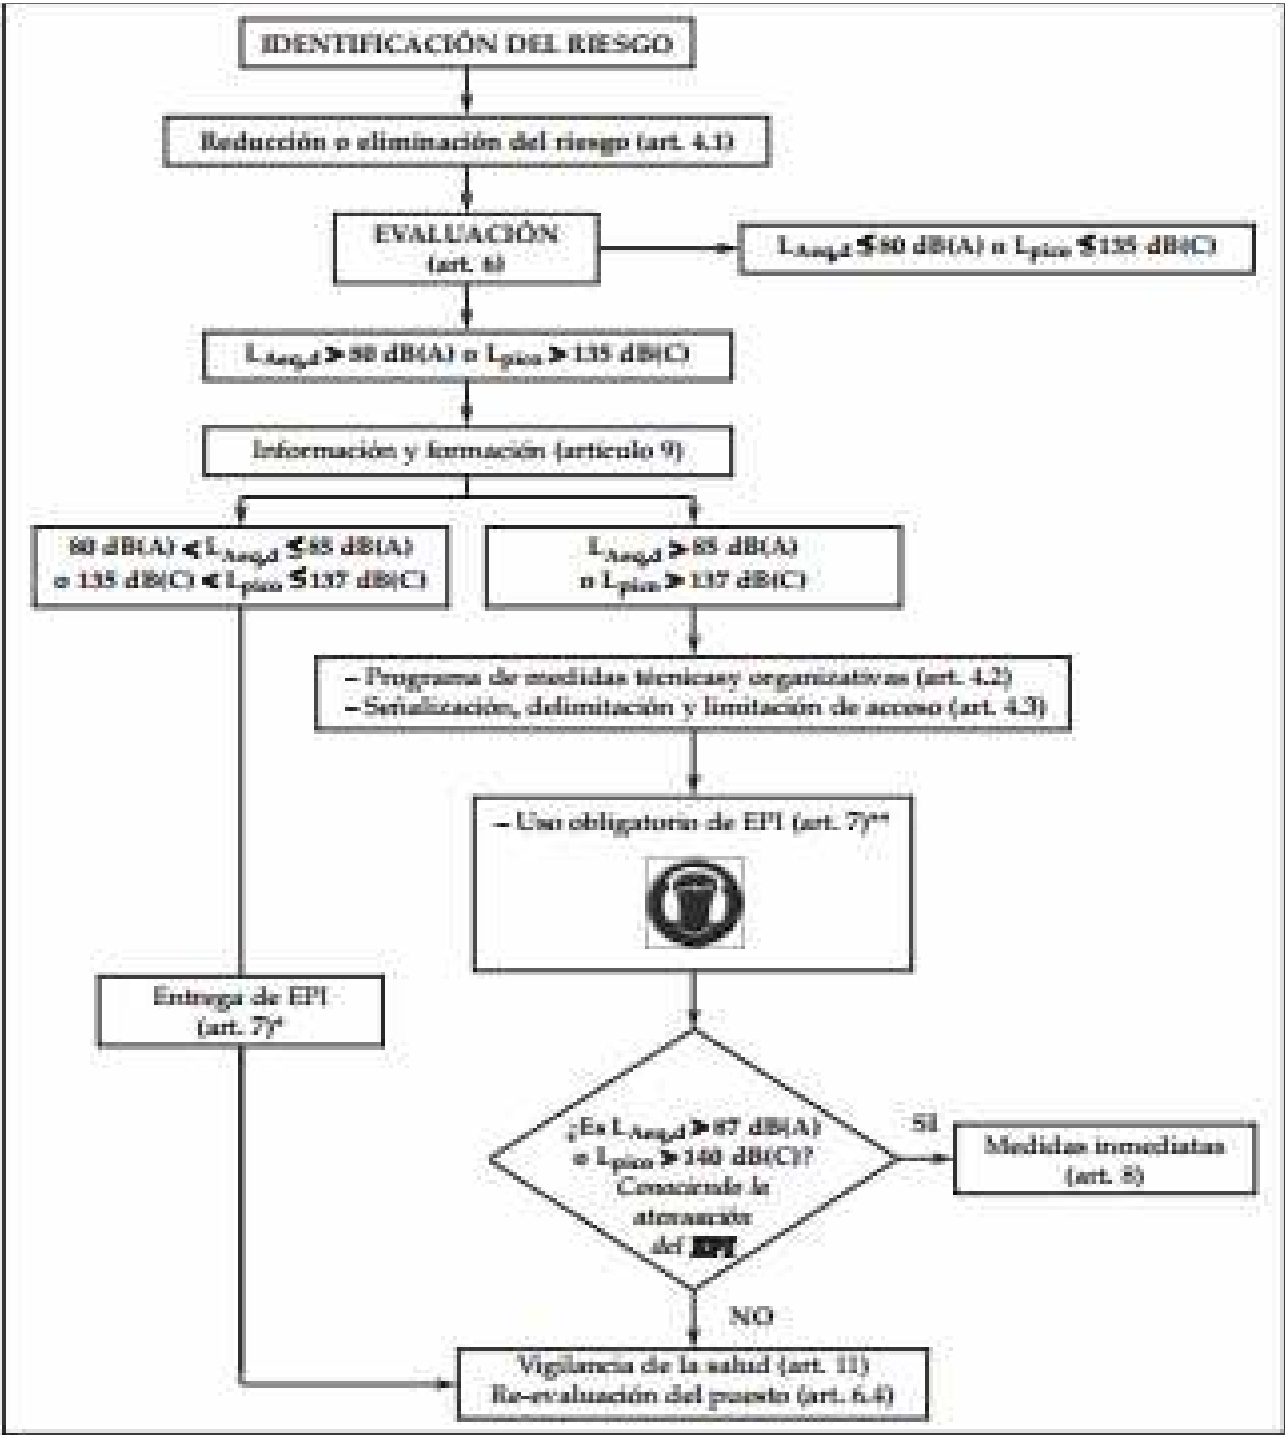 IDENTIFICACIÓN DEL RIESGO
Reducción o eliminación del riesgo (art. 4.1)
EVALUACIÓN
(art. 6)
LAeq,d ≤ 80 dB(A) o Lpico ≤ 135 dB(C)
LAeq,d > 80 dB(A) o Lpico > 135 dB(C)
Información y formación (artículo 9)
80 dB(A) < LAeq,d ≤ 85 dB(A)
o 135 dB(C) < Lpico ≤ 137 dB(C)
LAeq,d > 85 dB(A)
o Lpico > 137 dB(C)
– Programa de medidas técnicasy organizativas (art. 4.2)
– Señalización, delimitación y limitación de acceso (art. 4.3)
– Uso obligatorio de EPI (art. 7)**
Entrega de EPI
(art. 7)*
¿Es LAeq,d > 87 dB(A)
o Lpico > 140 dB(C)?
Conociendo la
atenuación
del EPI
SI
Medidas inmediatas
(art. 8)
NO
Vigilancia de la salud (art. 11)
Re-evaluación del puesto (art. 6.4)